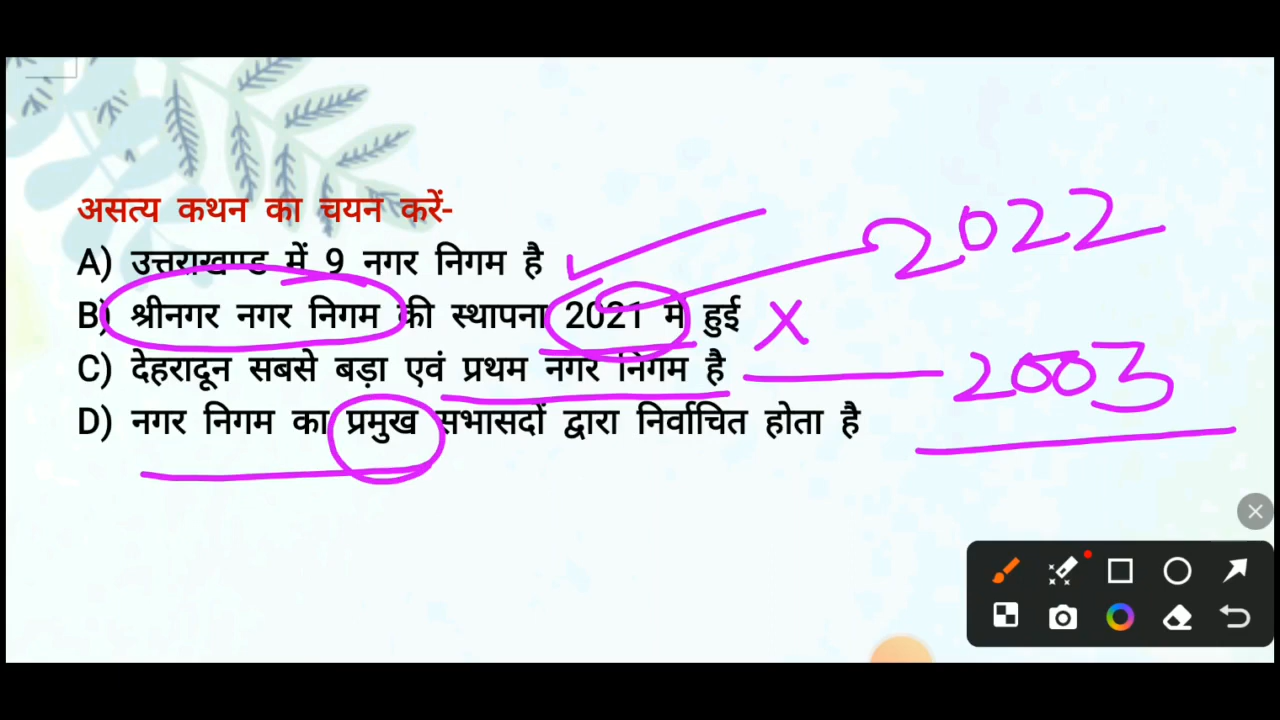 असत्य कथन का चयन करें-
A) उत्तराखण्ड में 9 नगर निगम है
2022
B) श्रीनगर नगर निगम की स्थापना 2021 में हुई X
C) देहरादून सबसे बड़ा एवं प्रथम नगर निगम है 2003
D) नगर निगम का प्रमुख सभासदों द्वारा निर्वाचित होता है